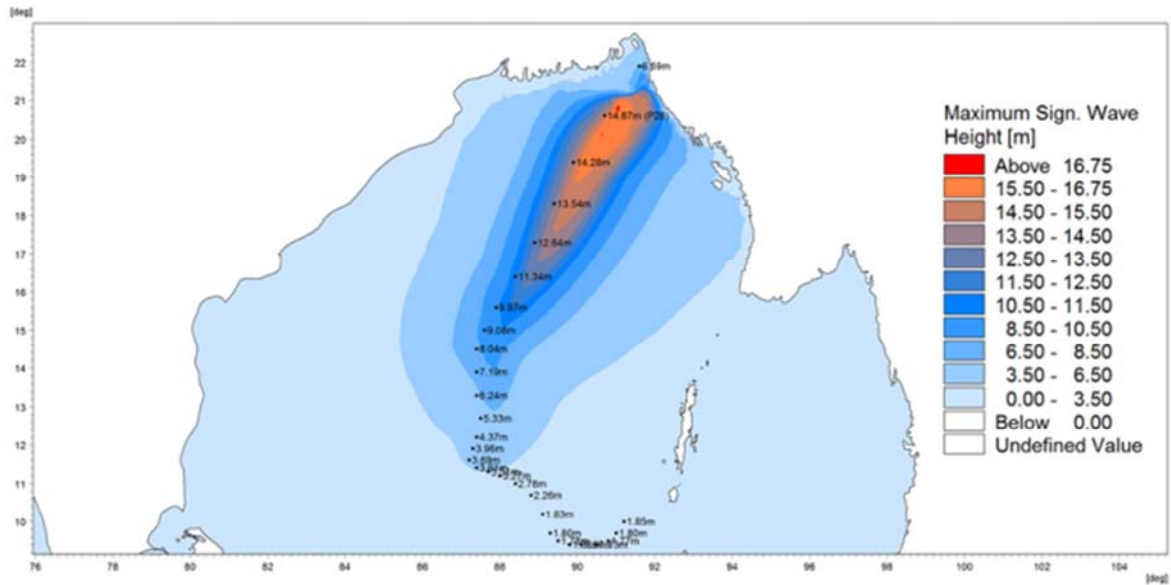 [deg]
22
21
20
19
18
17
16
15
14
13
12
11
10
76
78
80
82
84
86
88
90
92
94
96
98
100
102
104
[deg]
6.69m
14.67m (P28)
14.28m
13.54m
12.64m
11.34m
9.97m
9.08m
8.04m
7.19m
6.24m
5.33m
4.37m
3.96m
3.69m
2.78m
2.26m
1.83m
1.85m
1.80m
1.80m
Maximum Sign. Wave
Height [m]
Above 16.75
15.50 - 16.75
14.50 - 15.50
13.50 - 14.50
12.50 - 13.50
11.50 - 12.50
10.50 - 11.50
8.50 - 10.50
6.50 - 8.50
3.50 - 6.50
0.00 - 3.50
Below 0.00
Undefined Value